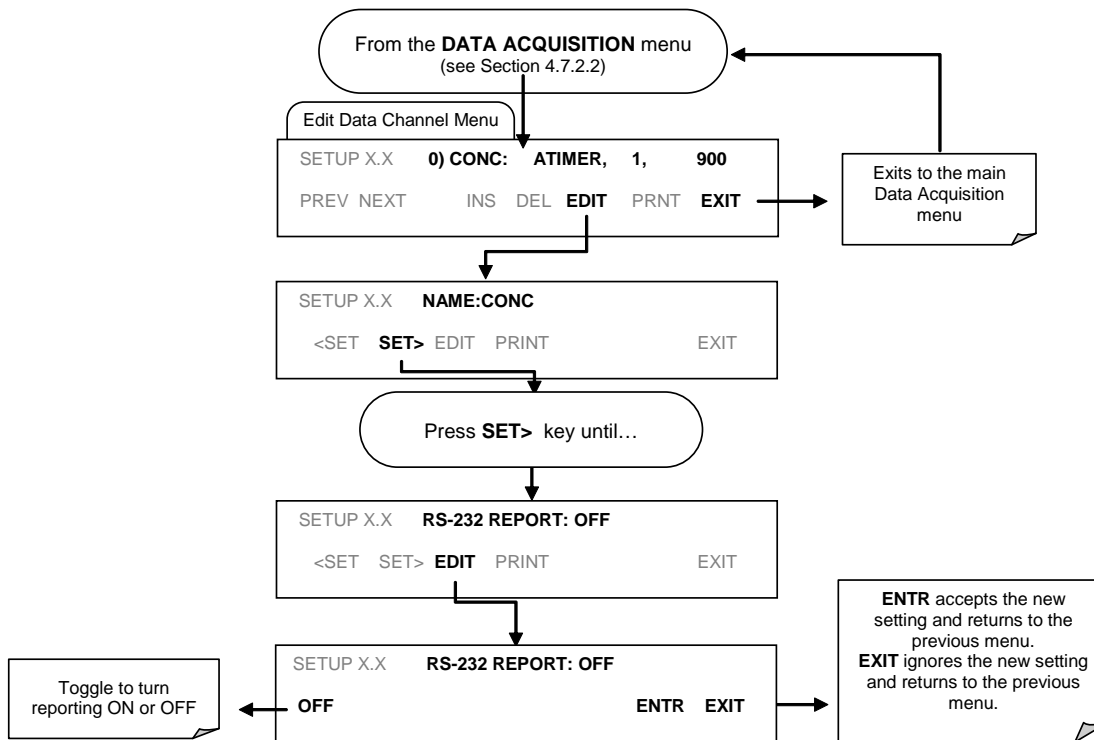 From the DATA ACQUISITION menu
(see Section 4.7.2.2)
Edit Data Channel Menu
SETUP X.X 0) CONC: ATIMER, 1, 900
PREV NEXT INS DEL EDIT PRNT EXIT
Exits to the main
Data Acquisition
menu
SETUP X.X NAME:CONC
<SET SET> EDIT PRINT EXIT
Press SET> key until…
SETUP X.X RS-232 REPORT: OFF
<SET SET> EDIT PRINT EXIT
SETUP X.X RS-232 REPORT: OFF
OFF ENTR EXIT
Toggle to turn
reporting ON or OFF
ENTR accepts the new
setting and returns to the
previous menu.
EXIT ignores the new setting
and returns to the previous
menu.